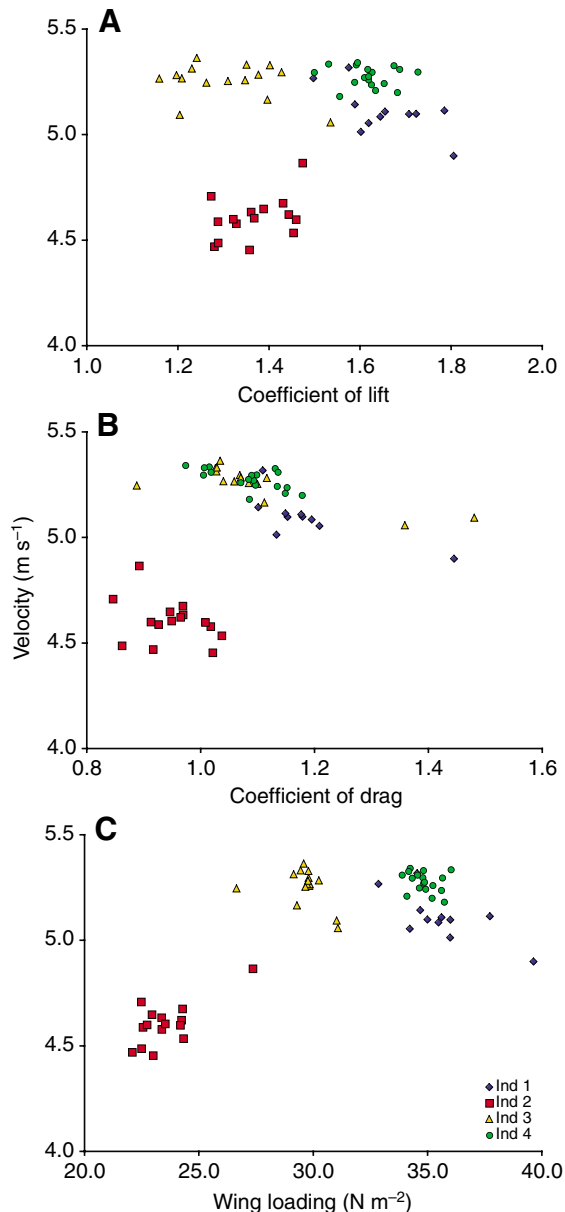 A
5.5
5.0
4.5
4.0
1.0 1.2 1.4 1.6 1.8 2.0
Coefficient of lift
B
5.5
5.0
4.5
4.0
Velocity (m s⁻¹)
0.8 1.0 1.2 1.4 1.6
Coefficient of drag
C
5.5
5.0
4.5
4.0
Ind 1
Ind 2
Ind 3
Ind 4
20.0 25.0 30.0 35.0 40.0
Wing loading (N m⁻²)